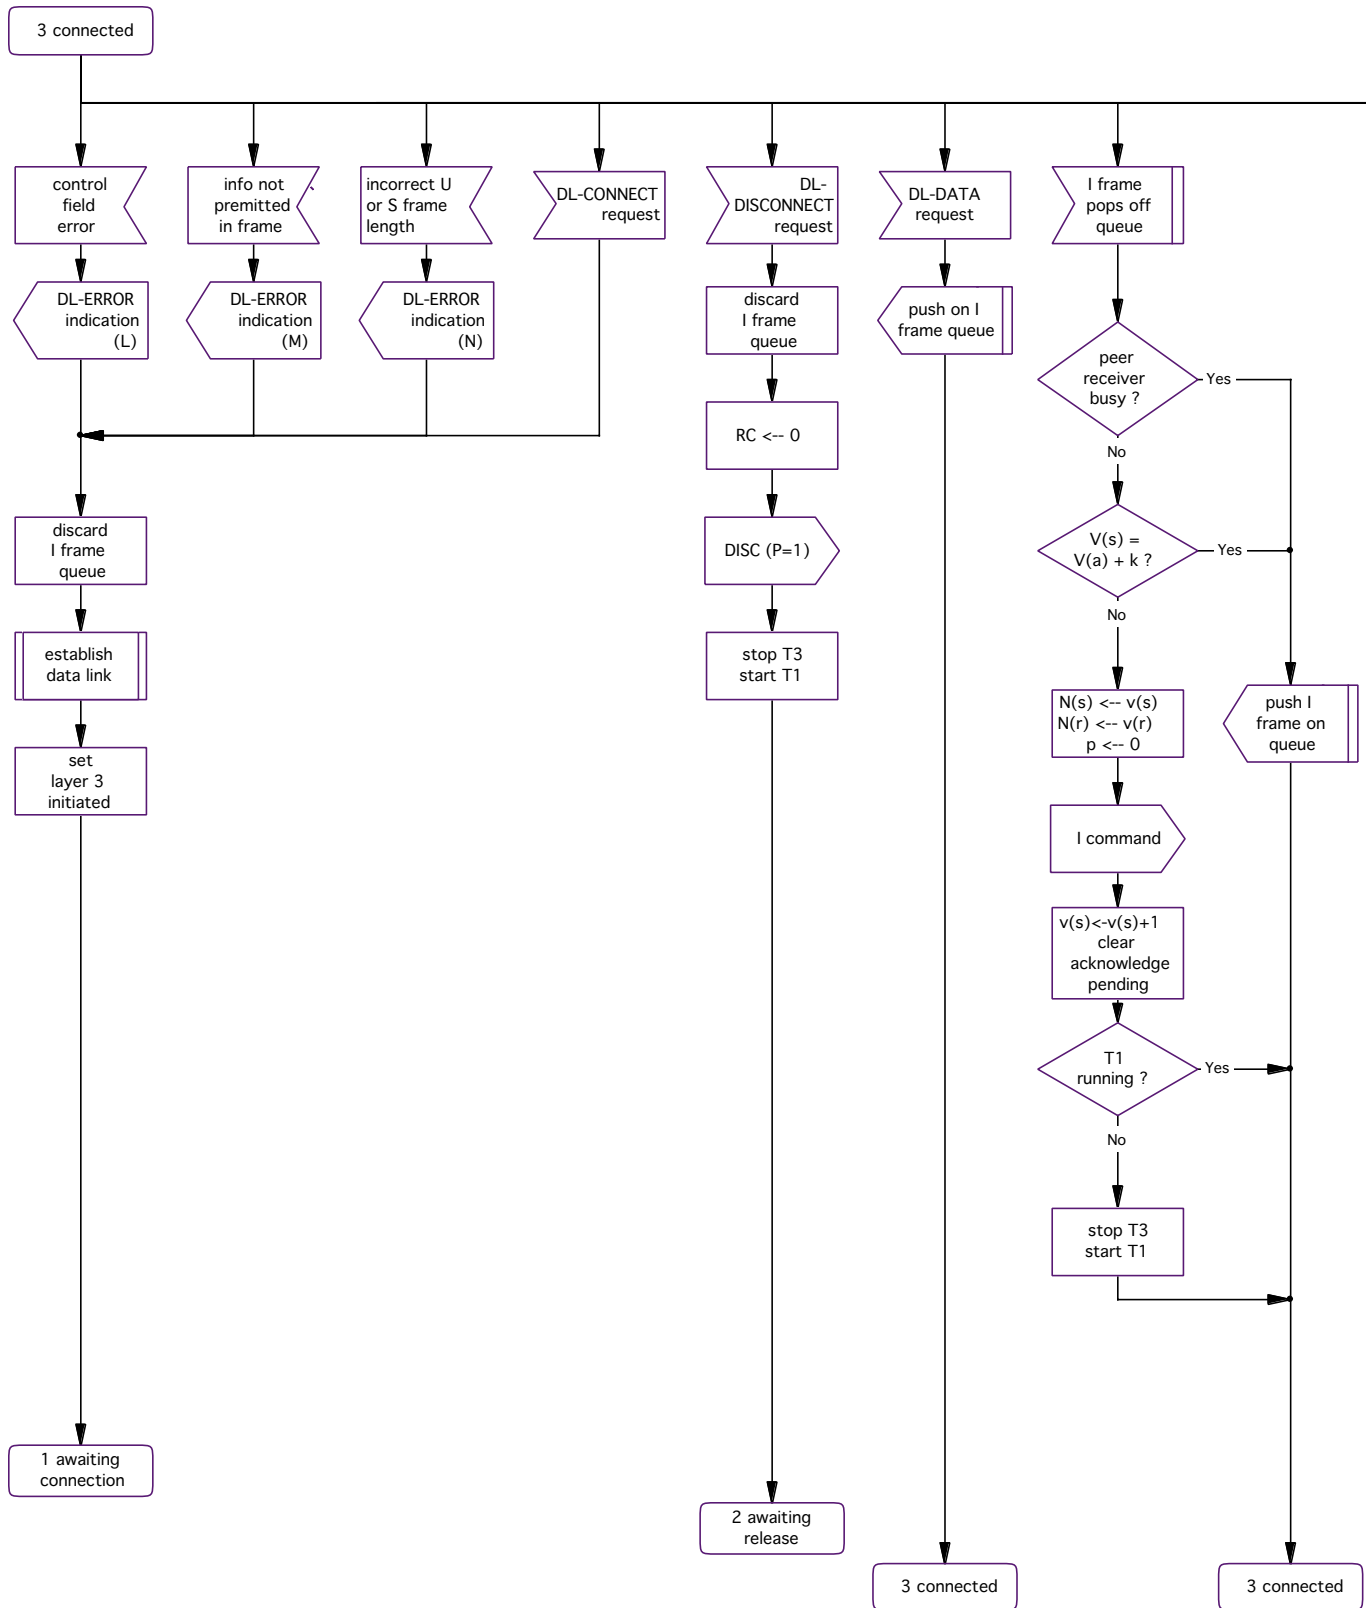 3 connected
control
field
error
info not
premitted
in frame
incorrect U
or S frame
length
DL-CONNECT
request
DL-
DISCONNECT
request
DL-DATA
request
I frame
pops off
queue
DL-ERROR
indication
(L)
DL-ERROR
indication
(M)
DL-ERROR
indication
(N)
discard
I frame
queue
push on I
frame queue
peer
receiver
busy ?
Yes
No
RC <-- 0
discard
I frame
queue
DISC (P=1)
V(s) =
V(a) + k ?
Yes
No
establish
data link
stop T3
start T1
N(s) <-- v(s)
N(r) <-- v(r)
p <-- 0
push I
frame on
queue
set
layer 3
initiated
I command
v(s)<-v(s)+1
clear
acknowledge
pending
T1
running ?
Yes
No
stop T3
start T1
1 awaiting
connection
2 awaiting
release
3 connected
3 connected